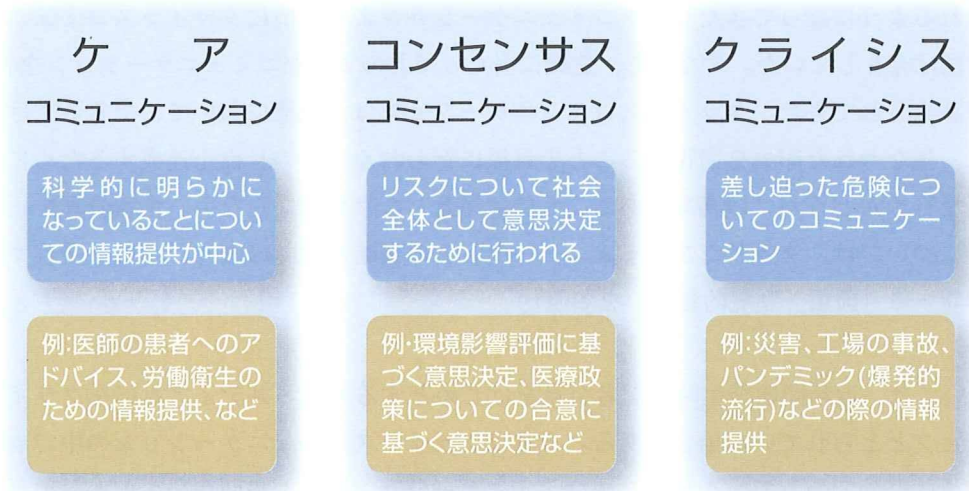 ケア
コミュニケーション
科学的に明らかに
なっていることについ
ての情報提供が中心
例:医師の患者へのア
ドバイス、労働衛生の
ための情報提供、など
コンセンサス
コミュニケーション
リスクについて社会
全体として意思決定
するために行われる
例・環境影響評価に基
づく意思決定、医療政
策についての合意に
基づく意思決定など
クライシス
コミュニケーション
差し迫った危険につ
いてのコミュニケー
ション
例:災害、工場の事故、
パンデミック(爆発的
流行)などの際の情報
提供